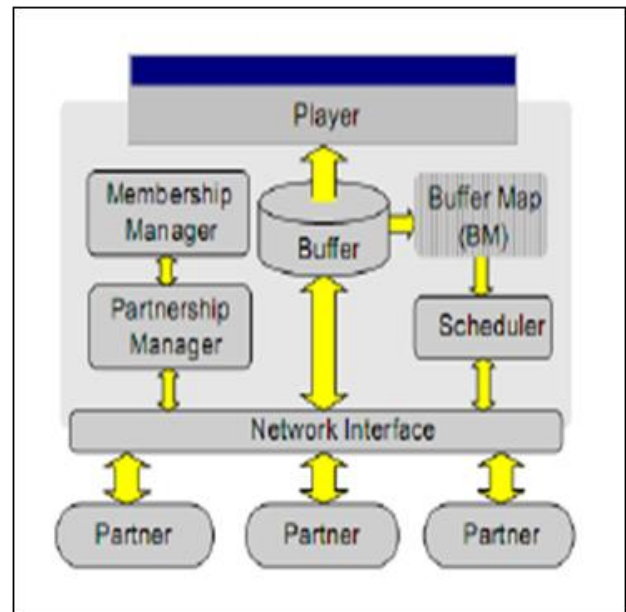 Player
Membership
Manager
Buffer
Buffer Map
(BM)
Partnership
Manager
Scheduler
Network Interface
Partner
Partner
Partner